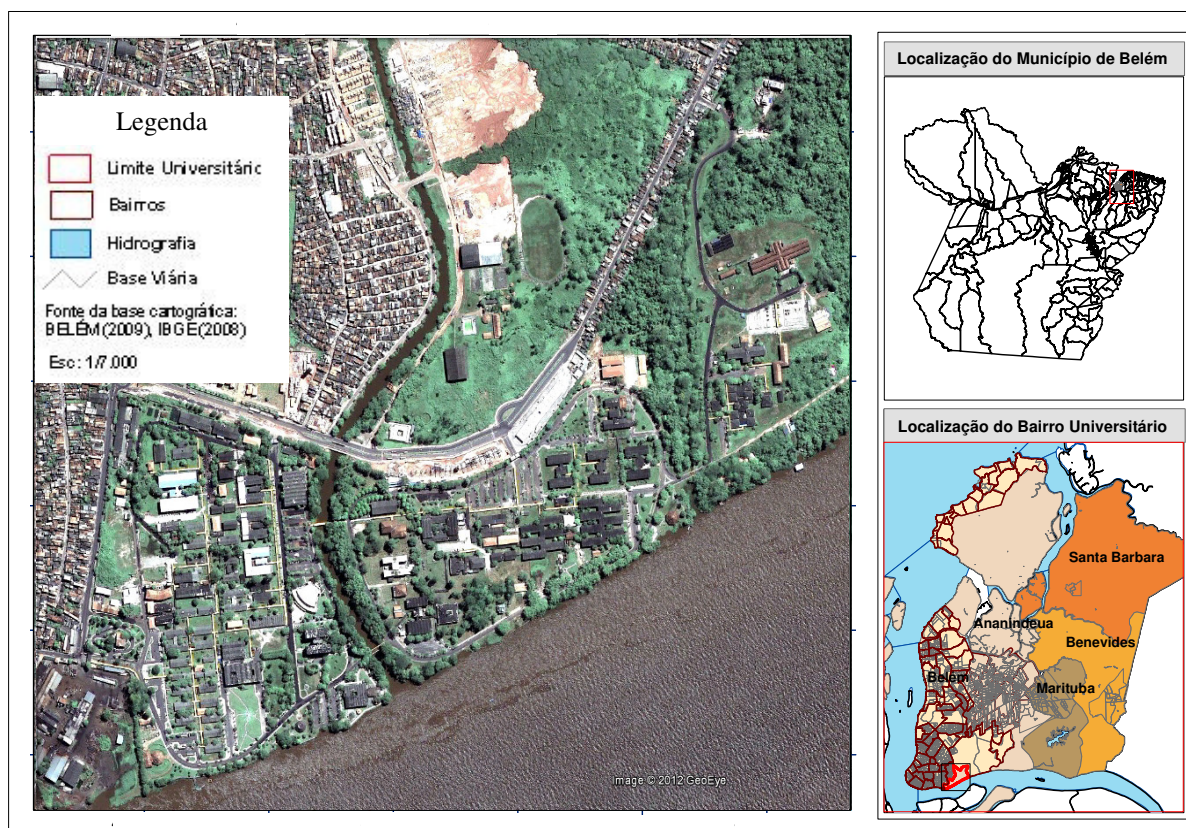 Legenda
Limite Universitário
Bairros
Hidrografia
Base Viária
Fonte da base cartográfica:
BELÉM(2009), IBGE(2008)
Esc: 1/7.000
Image © 2012 GeoEye
Localização do Município de Belém
Localização do Bairro Universitário
Santa Barbara
Ananindeua
Benevides
Belém
Marituba